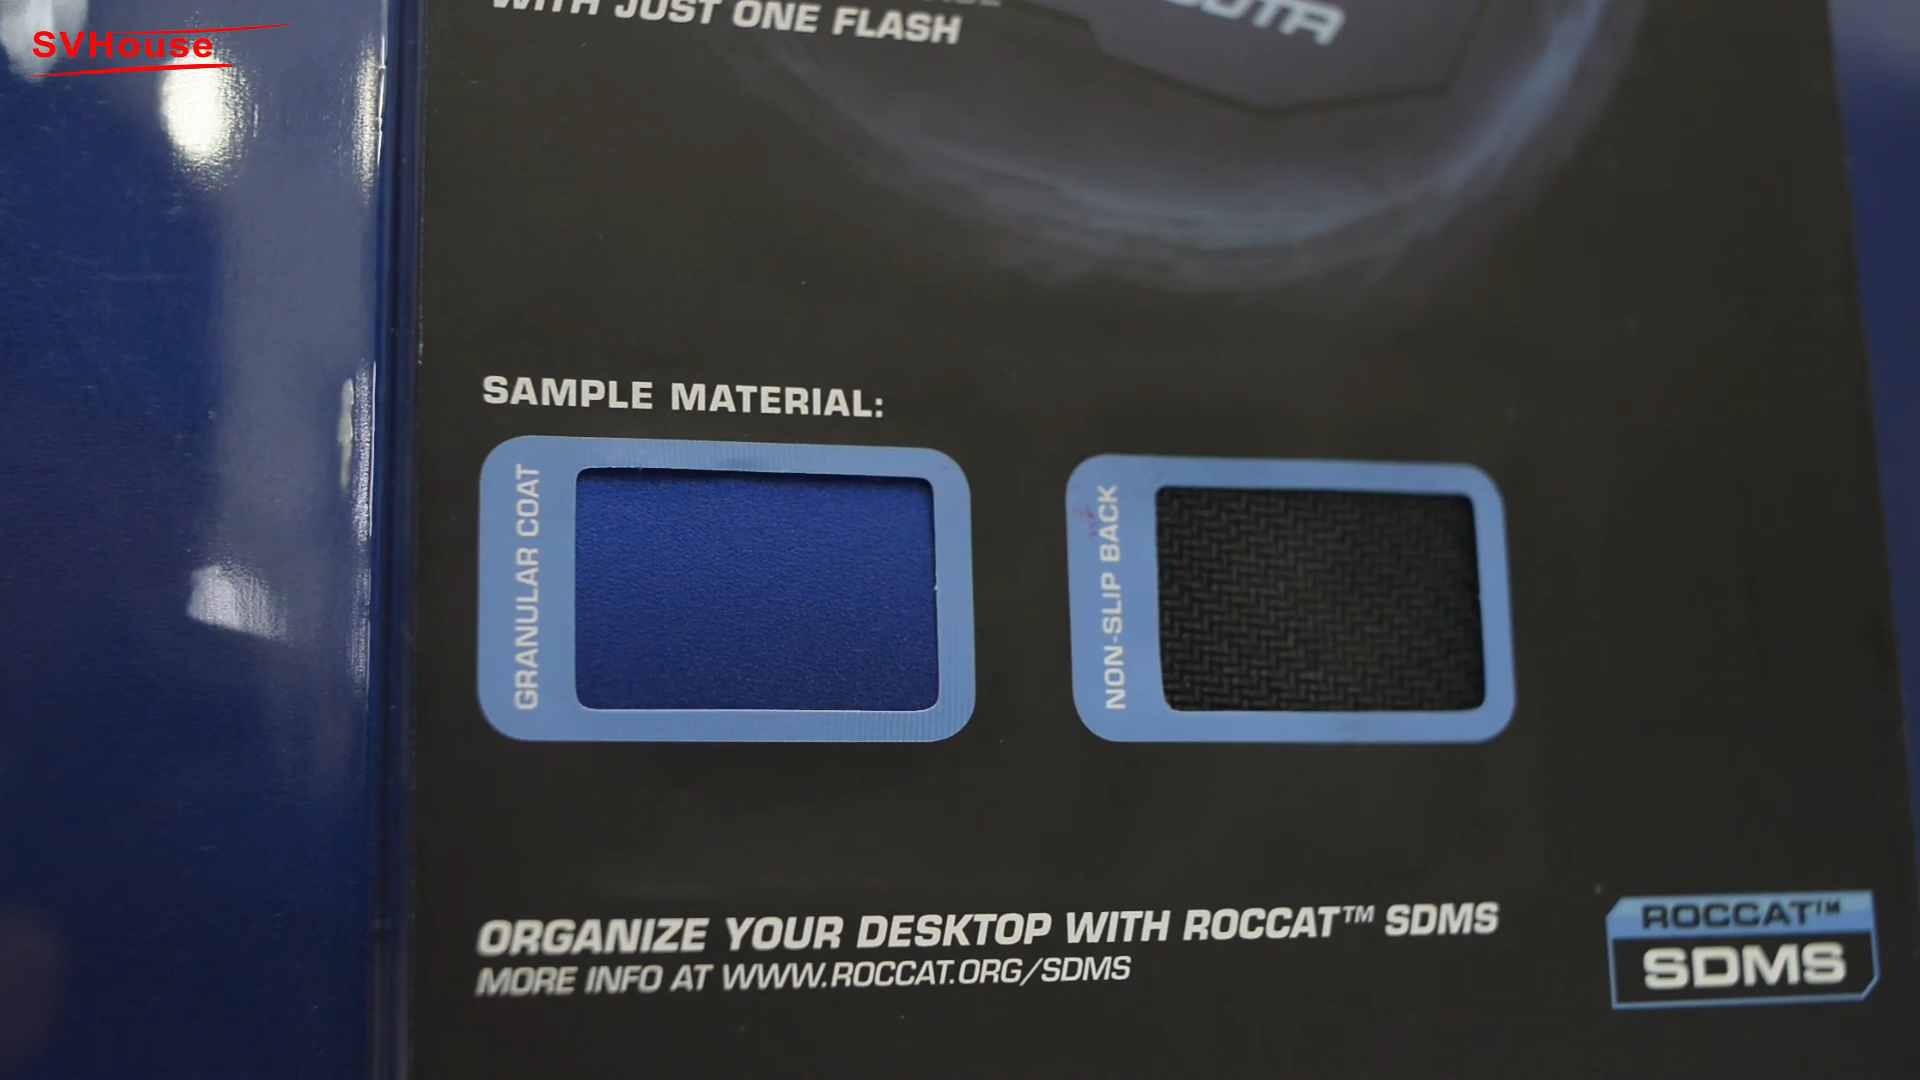 SVHouse
WITH JUST ONE FLASH
SAMPLE MATERIAL:
GRANULAR COAT
NON-SLIP BACK
ORGANIZE YOUR DESKTOP WITH ROCCAT™ SDMS
MORE INFO AT WWW.ROCCAT.ORG/SDMS
ROCCAT™
SDMS